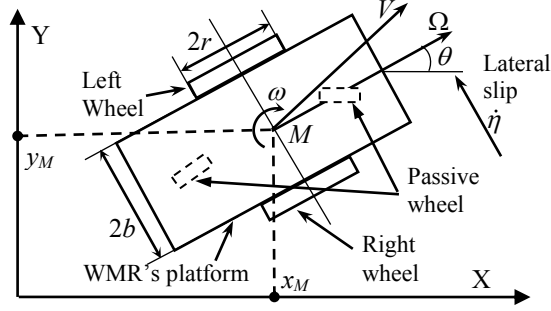 Y
2r
V
Ω
Left
Wheel
θ
Lateral
slip
ω
M
η̇
y_M
Passive
wheel
2b
Right
wheel
WMR's platform
x_M
X